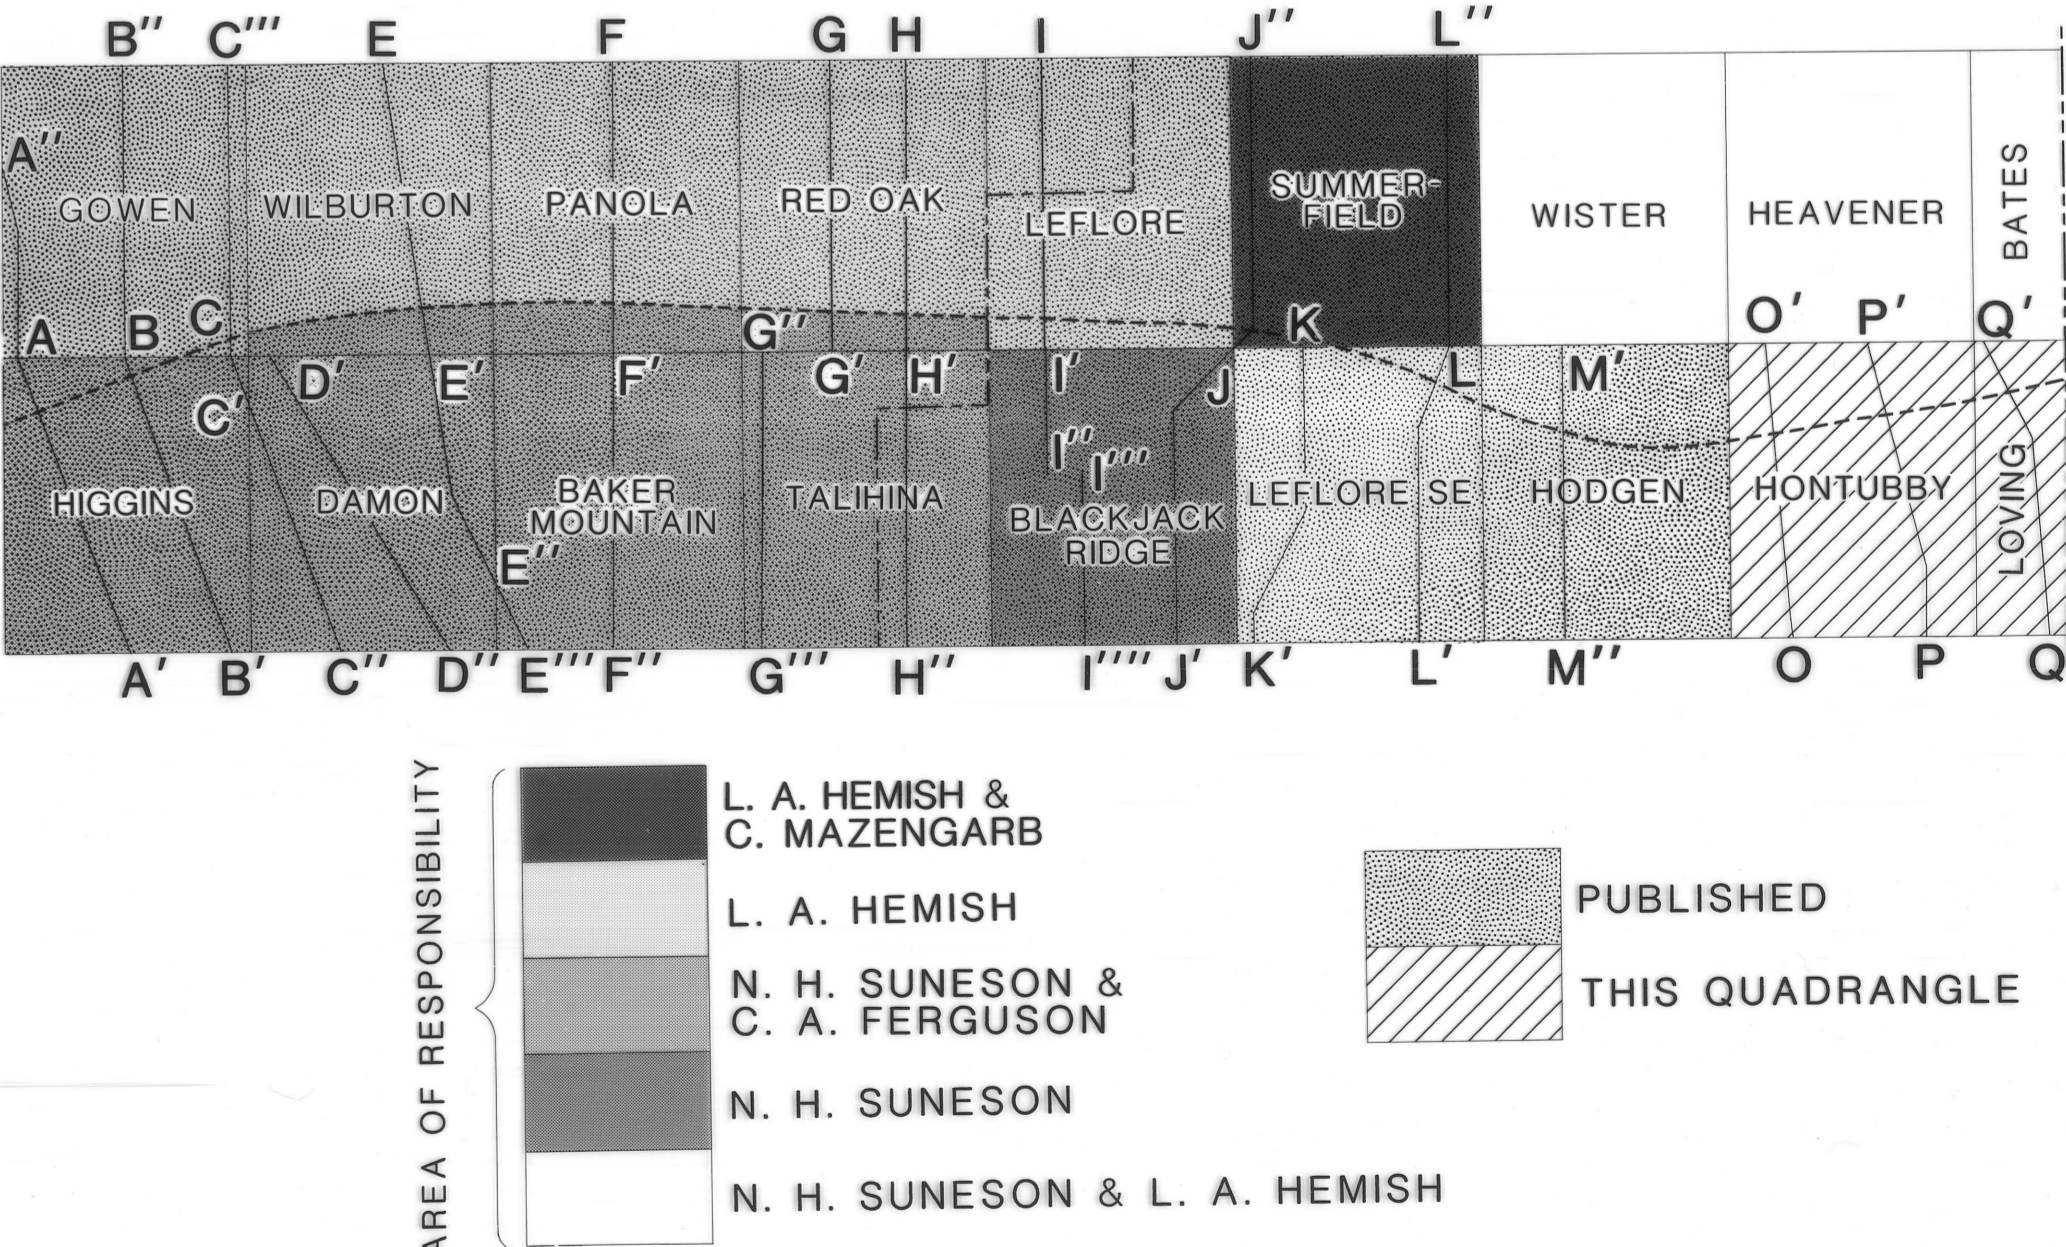 B′′ C′′′ E F G H I J′′ L′′
A′′
GOWEN WILBURTON PANOLA RED OAK LEFLORE SUMMER-
FIELD WISTER HEAVENER BATES
A B C G′′ K O′ P′ Q′
C′ D′ E′ F′ G′ H′ I′ J L M′
I′′ I′′′
HIGGINS DAMON BAKER
MOUNTAIN TALIHINA BLACKJACK
RIDGE LEFLORE SE HODGEN HONTUBBY LOVING
E′′
A′ B′ C′′ D′′ E′′′ F′′ G′′′ H′′ I′′′′ J′ K′ L′ M′′ O P Q
AREA OF RESPONSIBILITY
L. A. HEMISH &
C. MAZENGARB
L. A. HEMISH
N. H. SUNESON &
C. A. FERGUSON
N. H. SUNESON
N. H. SUNESON & L. A. HEMISH
PUBLISHED
THIS QUADRANGLE